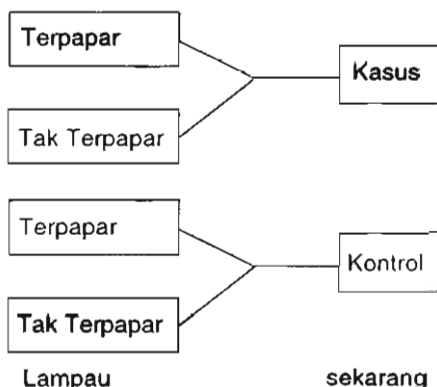 Terpapar
Kasus
Tak Terpapar
Terpapar
Kontrol
Tak Terpapar
Lampau sekarang